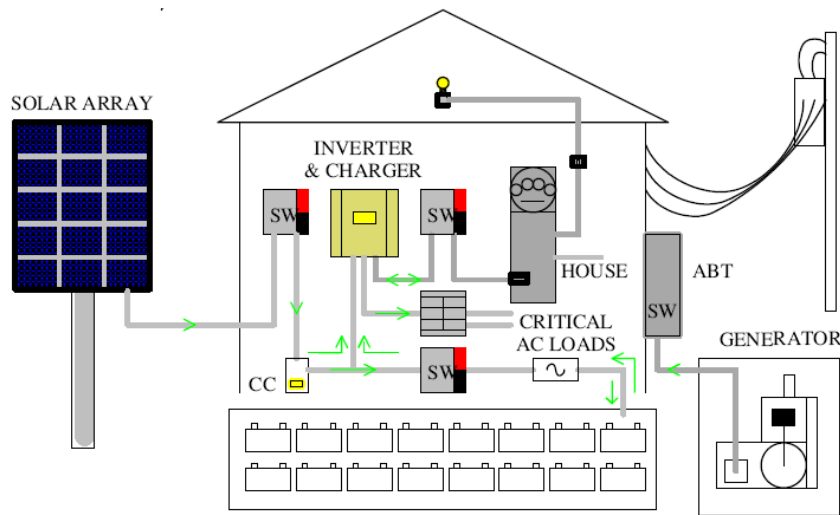 SOLAR ARRAY
INVERTER
& CHARGER
SW
SW
HOUSE
ABT
SW
CRITICAL
AC LOADS
GENERATOR
CC
SW